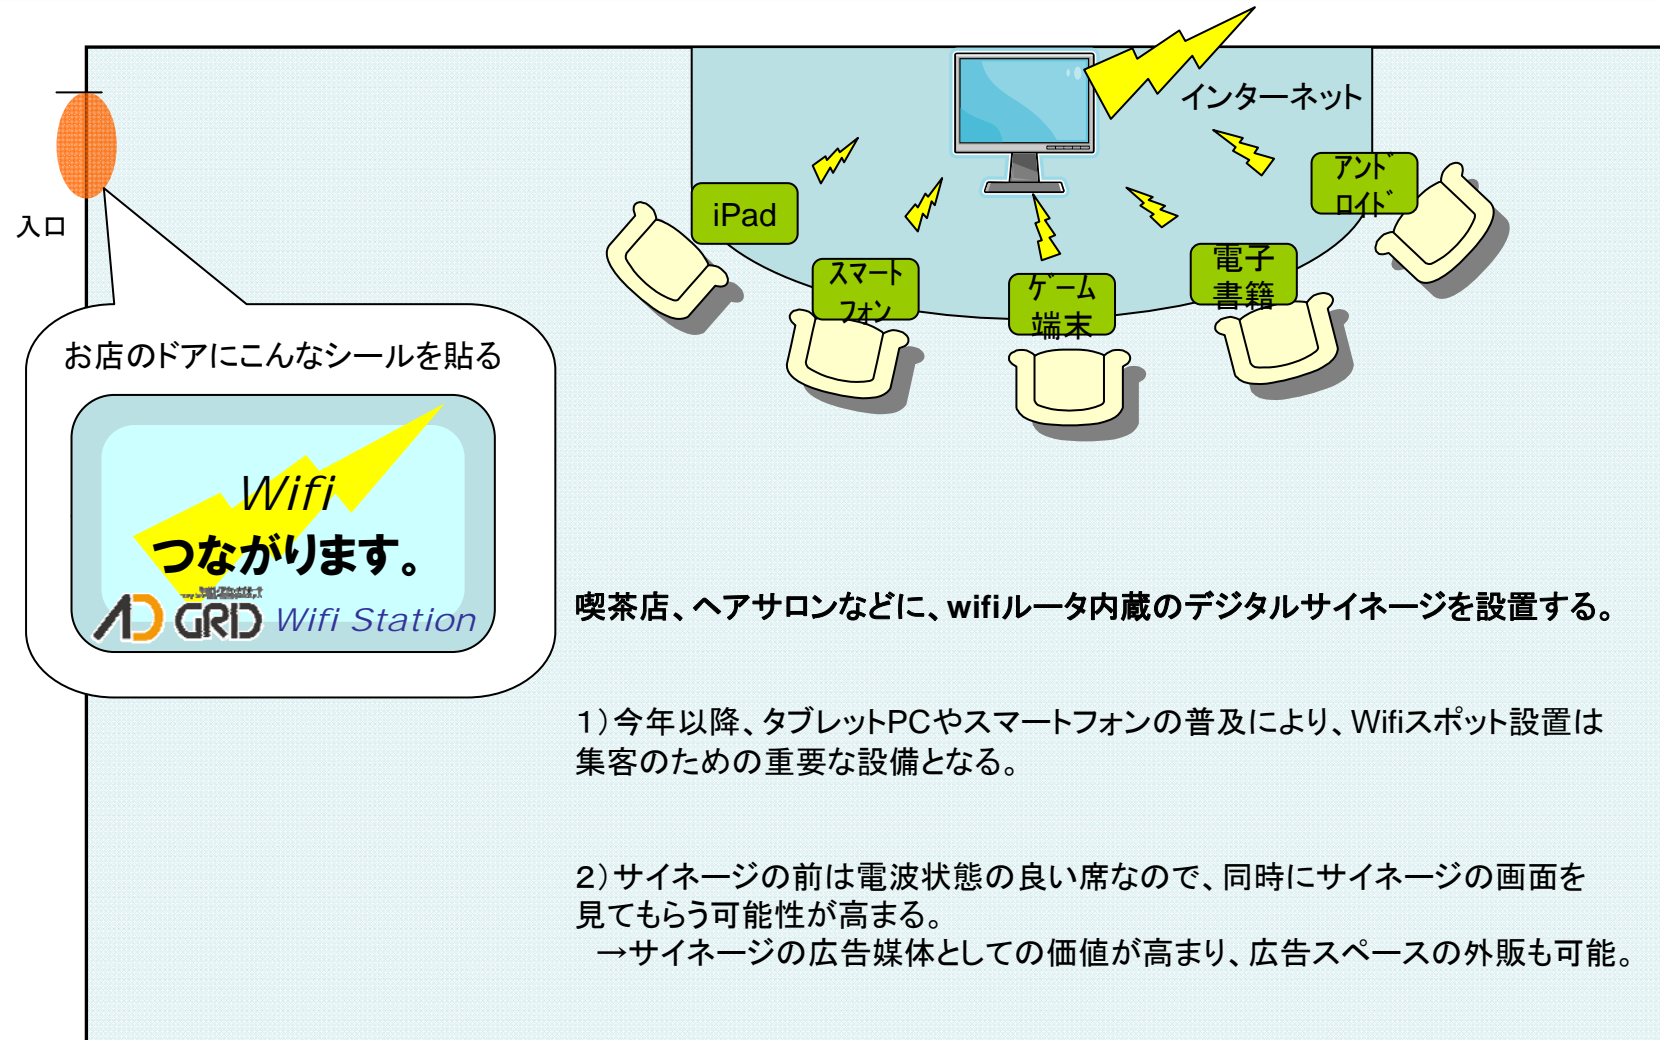 インターネット
アンド
ロイド
iPad
入口
電子
書籍
スマート
フォン
ゲーム
端末
お店のドアにこんなシールを貼る
Wifi
つながります。
AD GRID Wifi Station
喫茶店、ヘアサロンなどに、wifiルータ内蔵のデジタルサイネージを設置する。
１）今年以降、タブレットPCやスマートフォンの普及により、Wifiスポット設置は
集客のための重要な設備となる。
２）サイネージの前は電波状態の良い席なので、同時にサイネージの画面を
見てもらう可能性が高まる。
→サイネージの広告媒体としての価値が高まり、広告スペースの外販も可能。